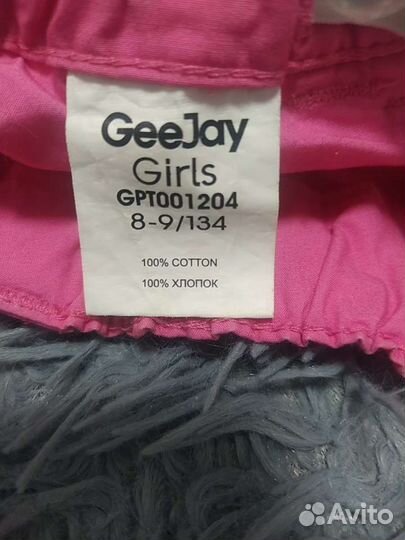 GeeJay
Girls
GPT001204
8-9/134
100% COTTON
100% ХЛОПОК
Avito